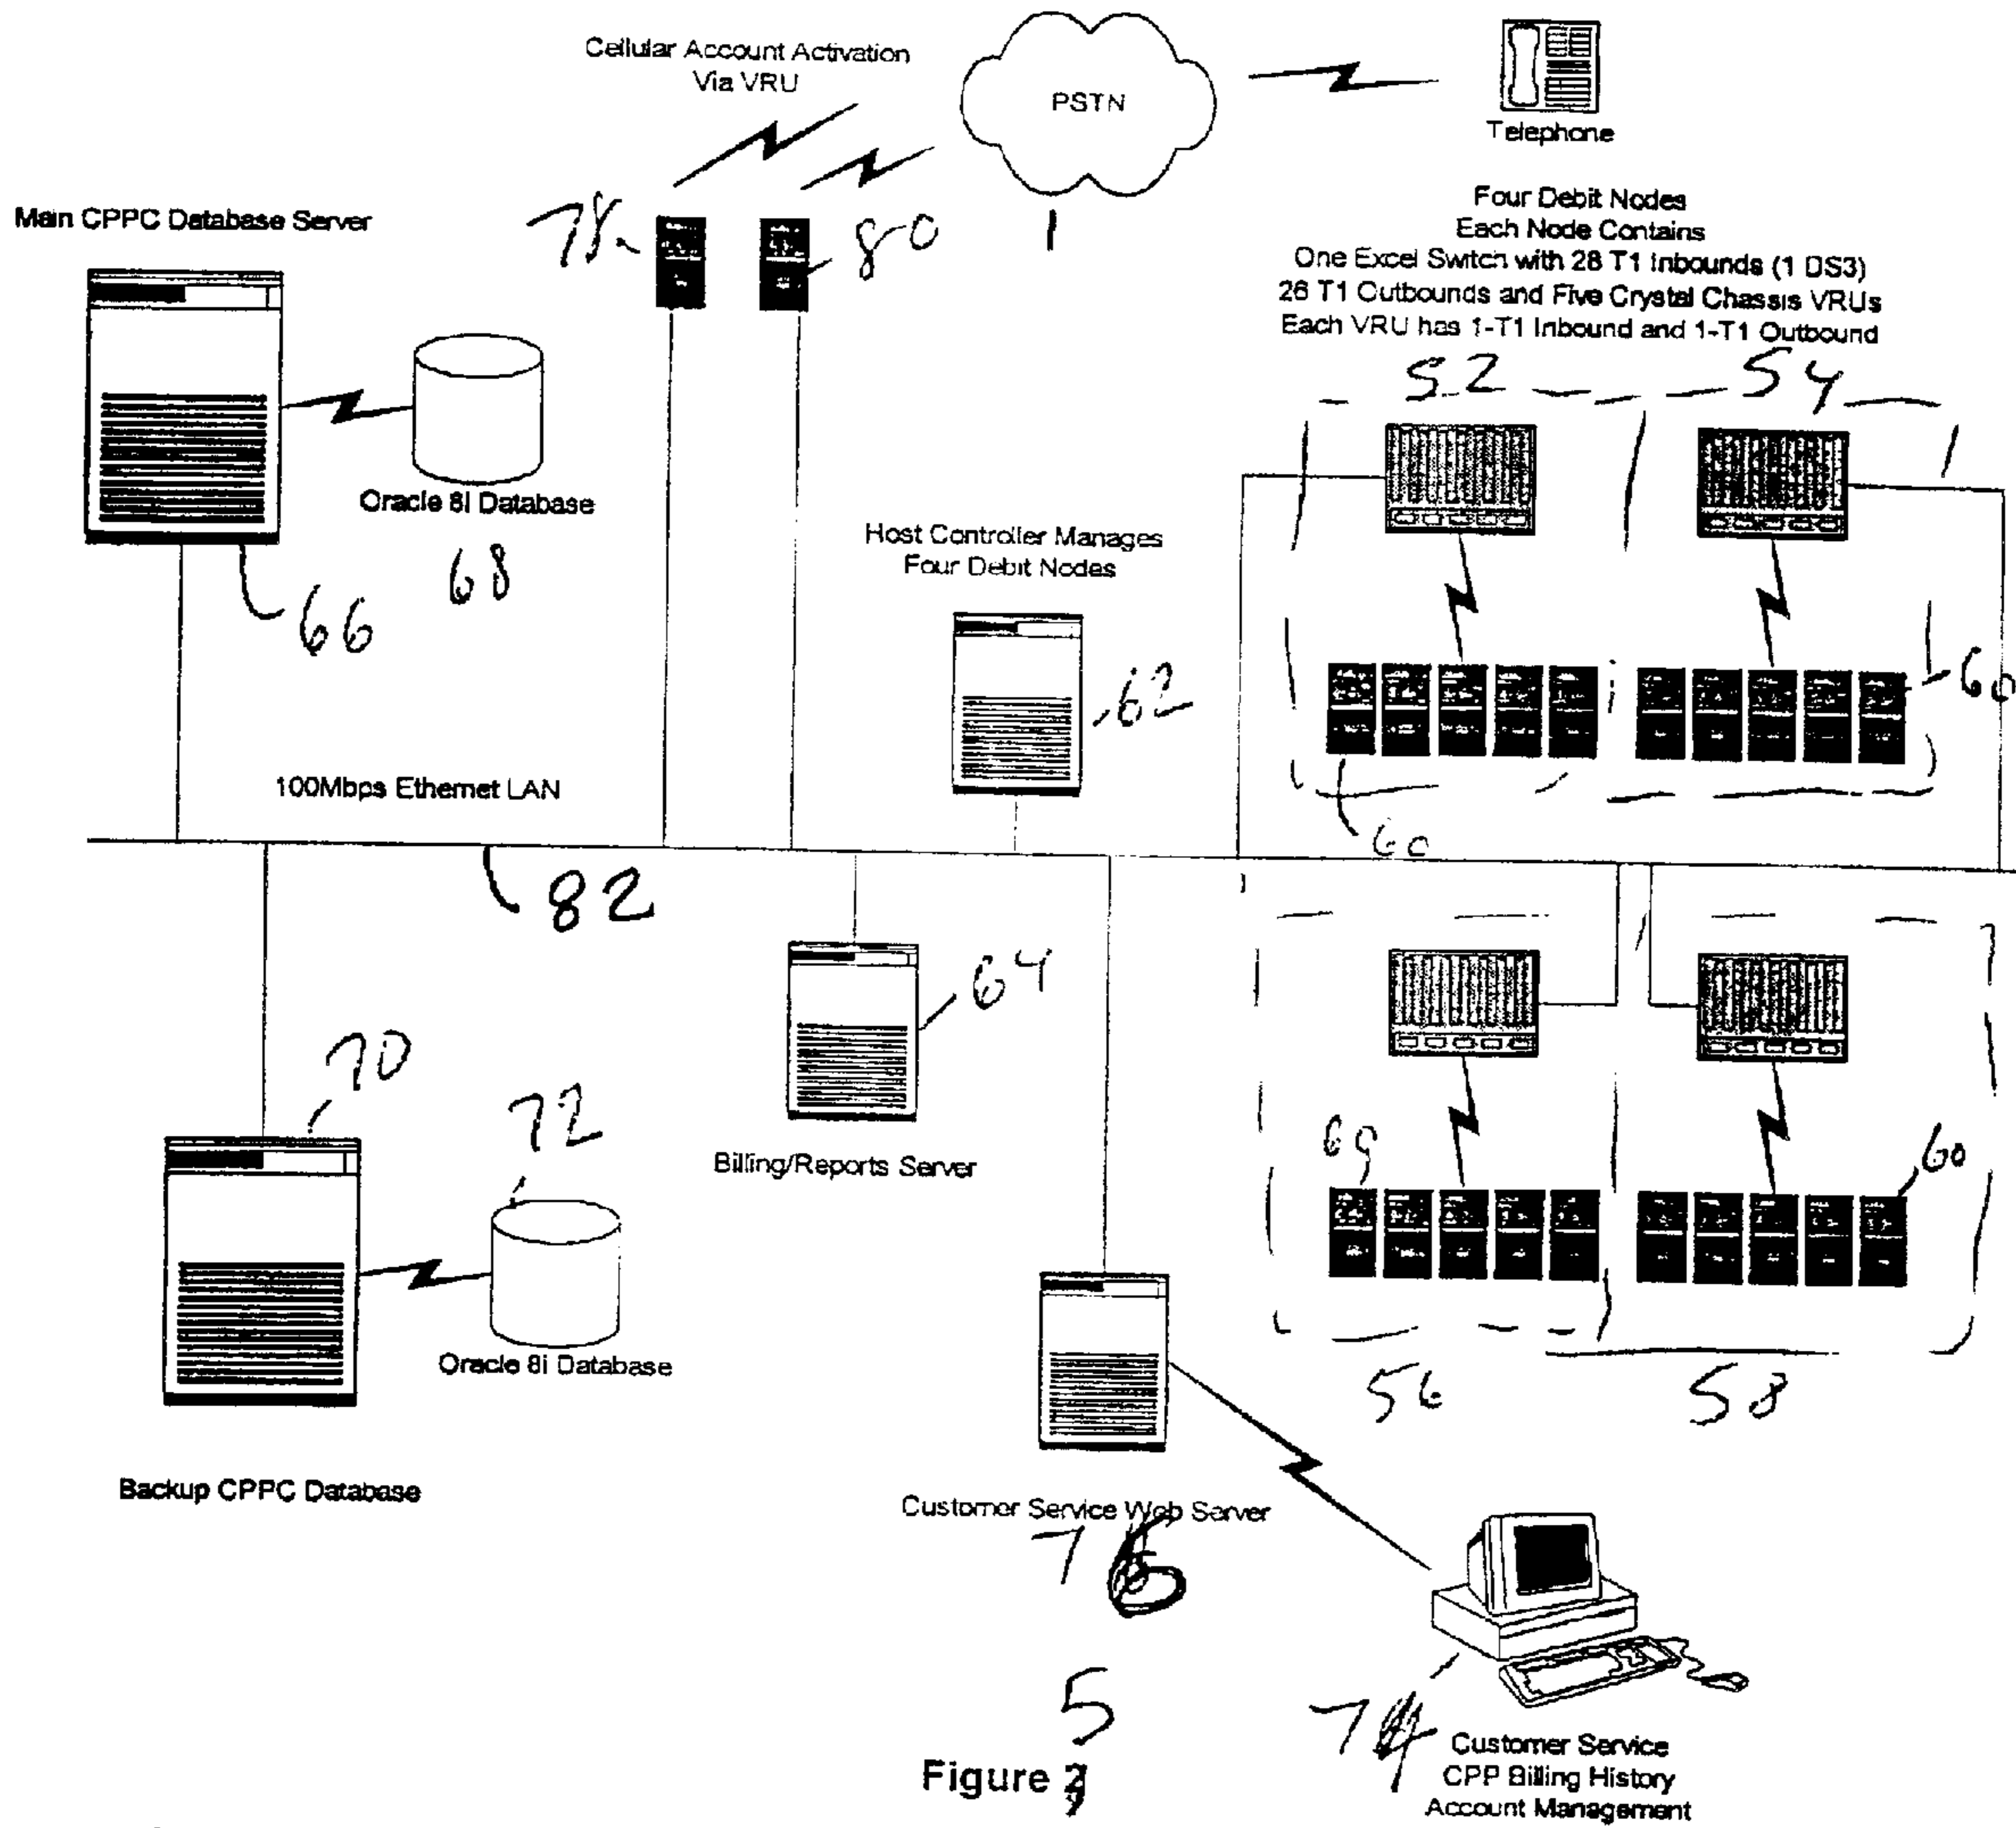 Cellular Account Activation
Via VRU
PSTN
Telephone
Main CPPC Database Server
78
80
Four Debit Nodes
Each Node Contains
One Excel Switch with 28 T1 Inbounds (1 DS3)
28 T1 Outbounds and Five Crystal Chassis VRUs
Each VRU has 1-T1 Inbound and 1-T1 Outbound
52
54
Oracle 8i Database
68
66
Host Controller Manages
Four Debit Nodes
62
60
60
100Mbps Ethernet LAN
82
64
70
72
Billing/Reports Server
60
Oracle 8i Database
56
58
Backup CPPC Database
Customer Service Web Server
76
5
Figure
74
Customer Service
CPP Billing History
Account Management